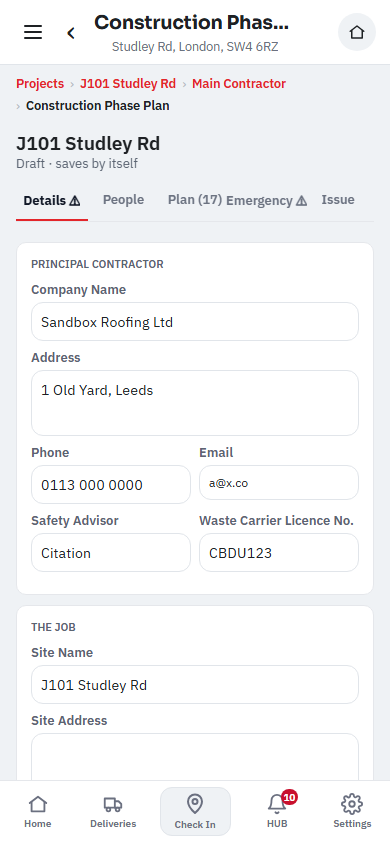 Construction Phas...
Studley Rd, London, SW4 6RZ
Projects › J101 Studley Rd › Main Contractor
› Construction Phase Plan
J101 Studley Rd
Draft · saves by itself
Details ⚠ People Plan (17) Emergency ⚠ Issue
PRINCIPAL CONTRACTOR
Company Name
Sandbox Roofing Ltd
Address
1 Old Yard, Leeds
Phone Email
0113 000 0000 a@x.co
Safety Advisor Waste Carrier Licence No.
Citation CBDU123
THE JOB
Site Name
J101 Studley Rd
Site Address
10
Home Deliveries Check In HUB Settings